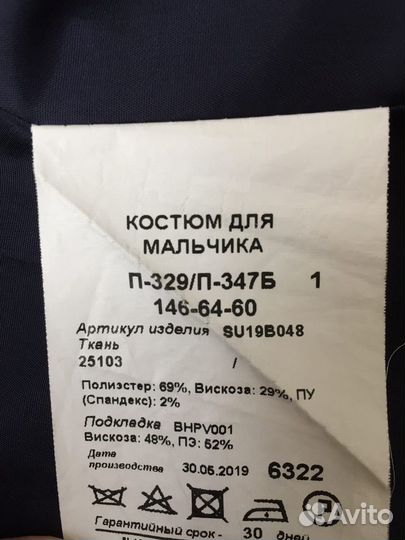 КОСТЮМ ДЛЯ
МАЛЬЧИКА
П-329/П-347Б 1
146-64-60
Артикул изделия SU19B048
Ткань
25103 /
Полиэстер: 69%, Вискоза: 29%, ПУ
(Спандекс): 2%
Подкладка BHPV001
Вискоза: 48%, ПЭ: 52%
Дата
производства 30.05.2019 6322
Гарантийный срок - 30 дней
Avito